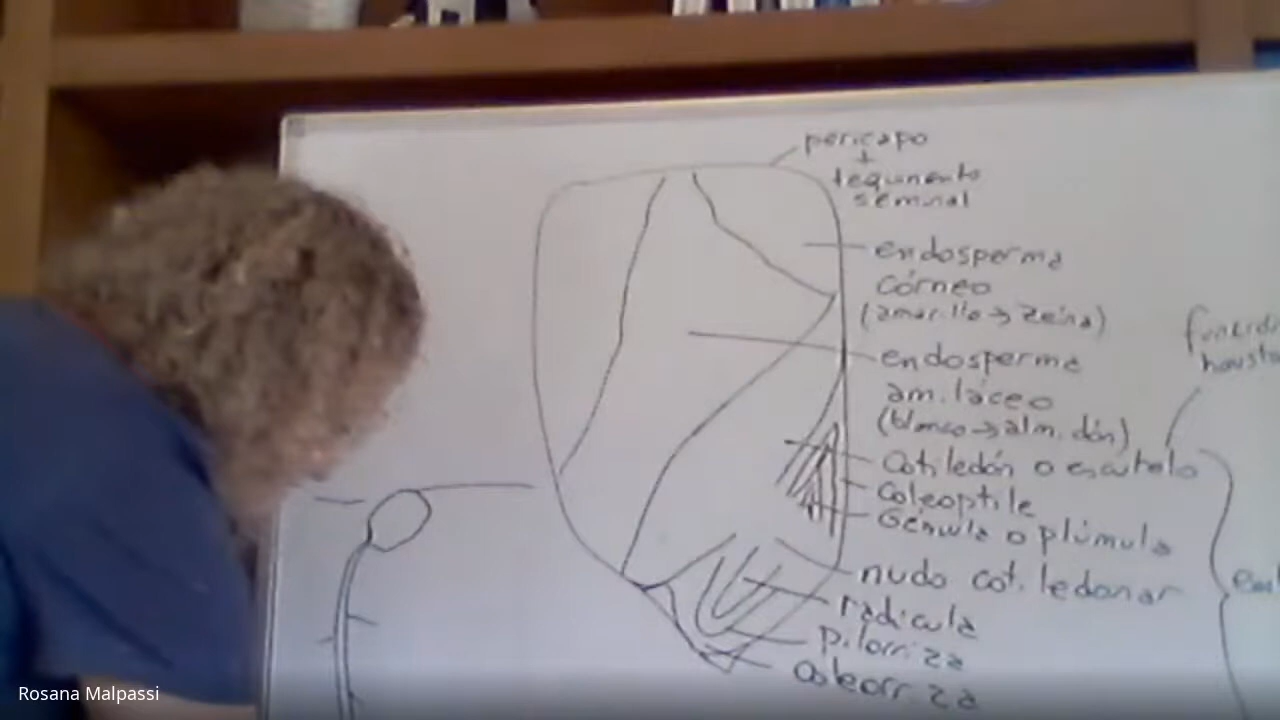 pericapo
+
tegumento
seminal
endosperma
córneo
(amarillo → zeína)
endosperma
amiláceo
(blanco → almidón)
Cotiledón o escutelo
Coleoptile
Gémula o plúmula
nudo cotiledonar
radícula
pilorriza
Coleorriza
Rosana Malpassi